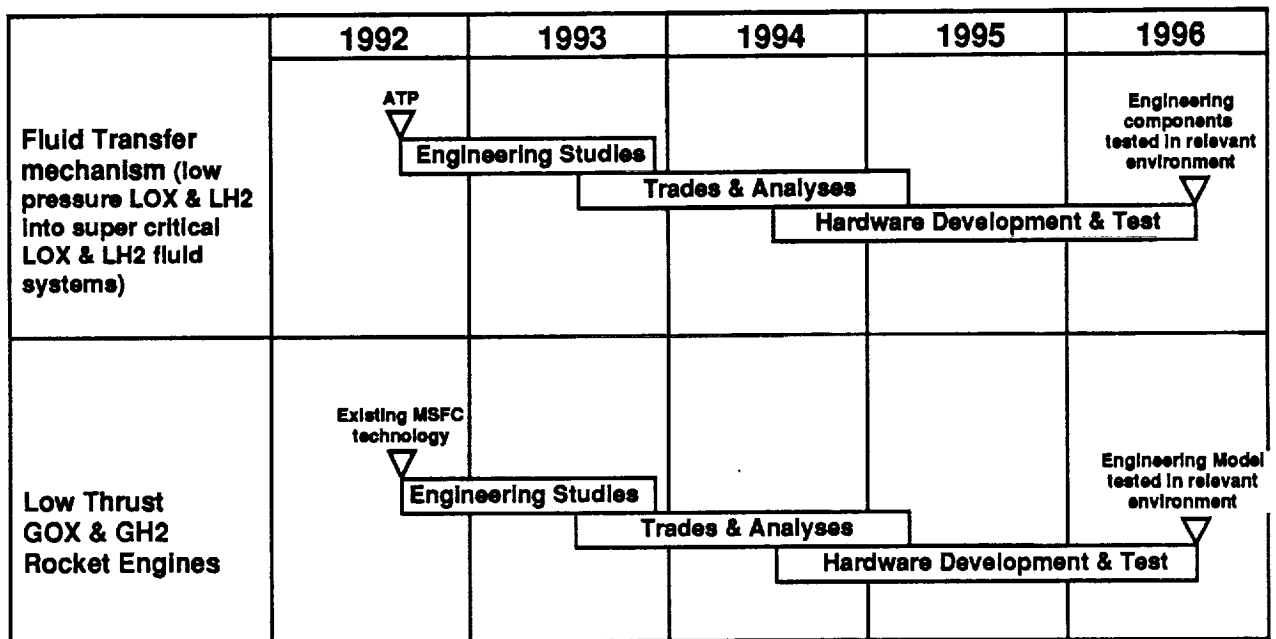 1992 1993 1994 1995 1996
Fluid Transfer
mechanism (low
pressure LOX & LH2
into super critical
LOX & LH2 fluid
systems)
ATP
Engineering Studies
Trades & Analyses
Hardware Development & Test
Engineering
components
tested in relevant
environment
Low Thrust
GOX & GH2
Rocket Engines
Existing MSFC
technology
Engineering Studies
Trades & Analyses
Hardware Development & Test
Engineering Model
tested in relevant
environment